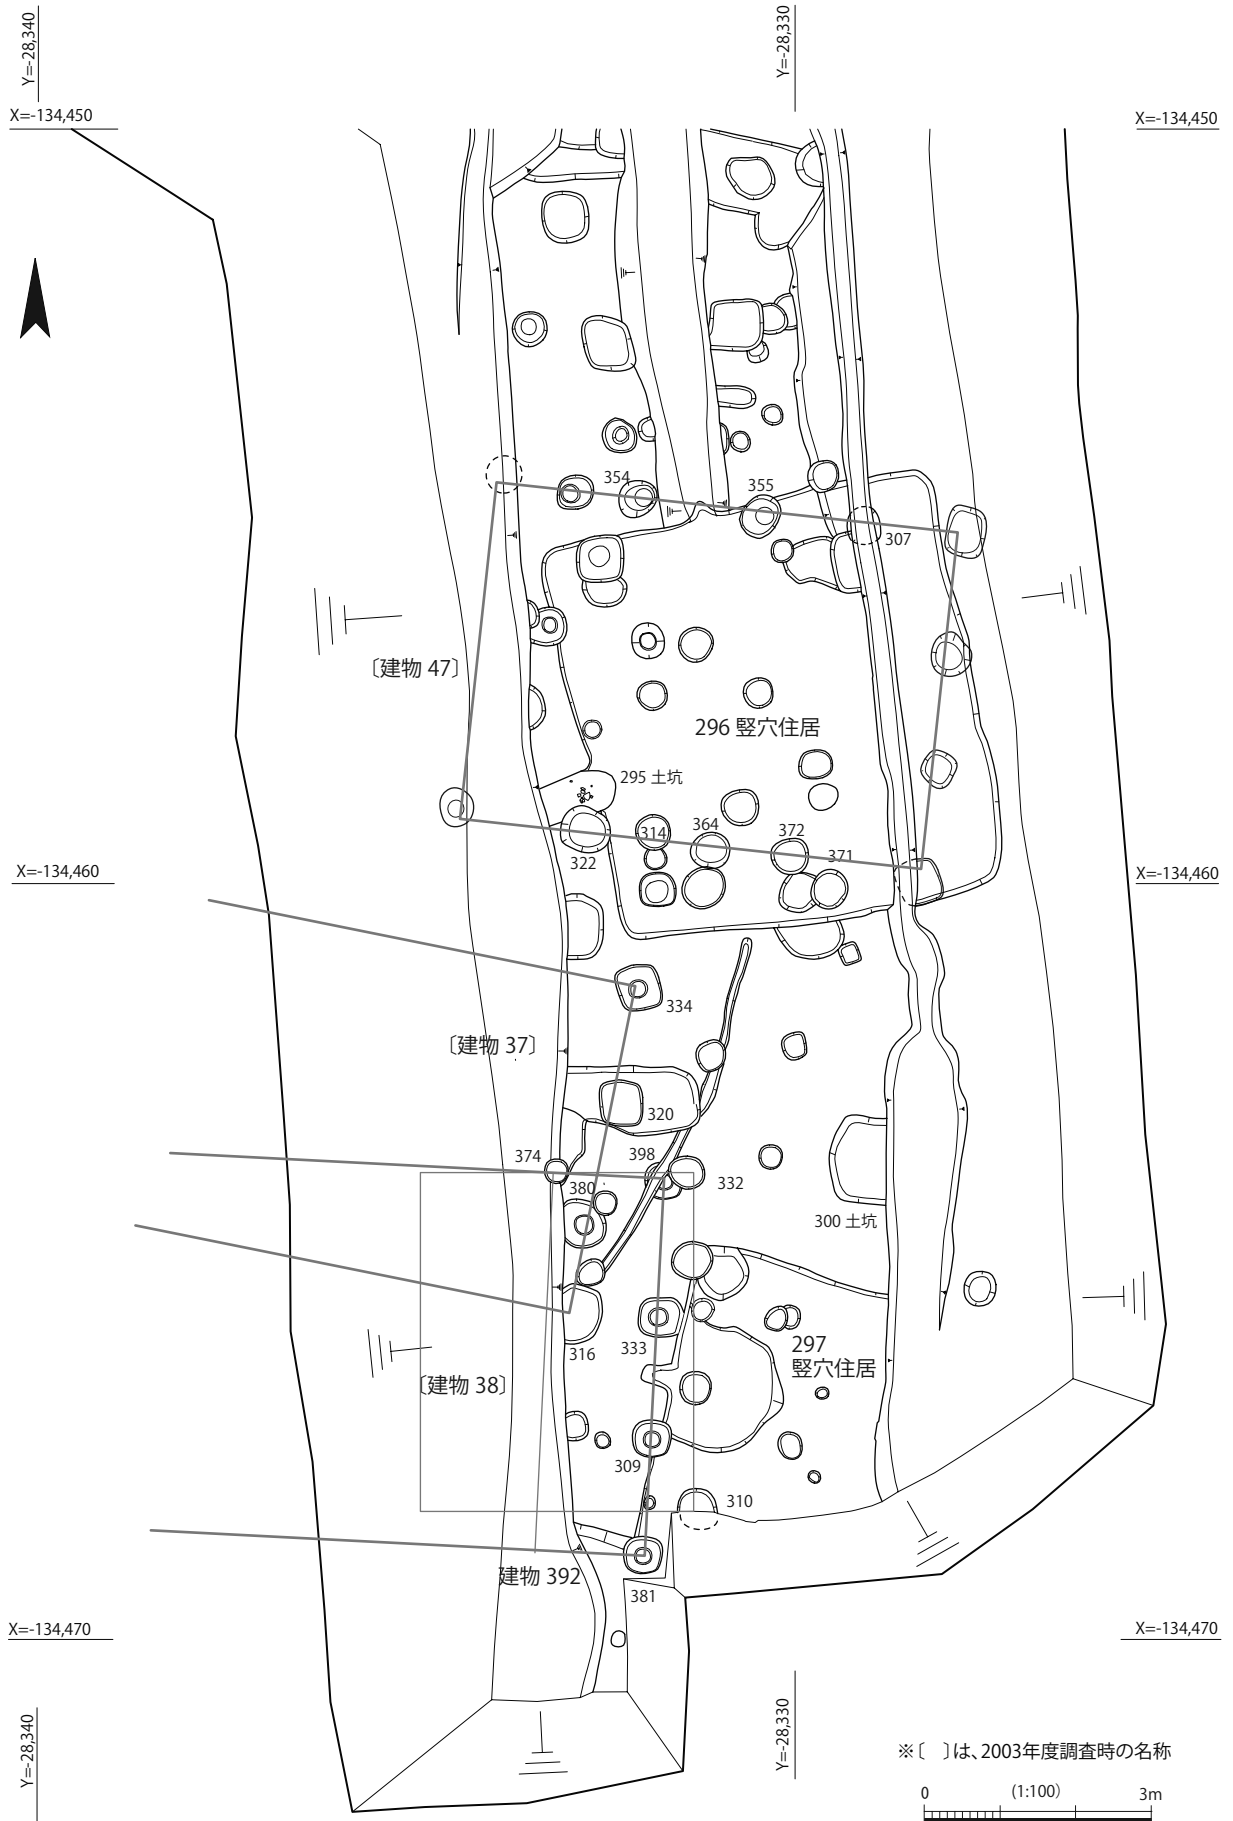 Y=-28,340
Y=-28,330
X=-134,450
X=-134,450
354
355
307
〔建物 47〕
296 竪穴住居
295 土坑
314
364
372
371
322
X=-134,460
X=-134,460
334
〔建物 37〕
320
374
398
380
332
300 土坑
316
333
297
竪穴住居
〔建物 38〕
309
310
建物 392
381
X=-134,470
X=-134,470
Y=-28,340
Y=-28,330
※〔　〕は、2003年度調査時の名称
0
(1:100)
3m